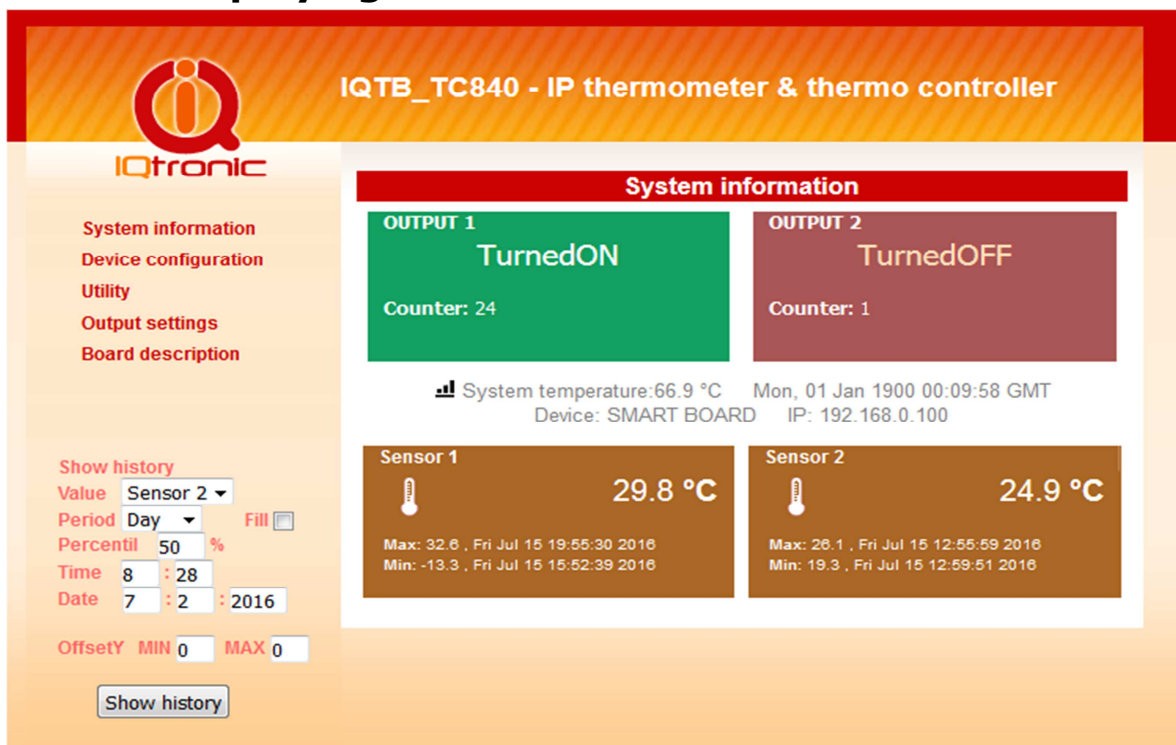 IQTB_TC840 - IP thermometer & thermo controller
IQtronic
System information
Device configuration
Utility
Output settings
Board description
Show history
Value Sensor 2
Period Day Fill
Percentil 50 %
Time 8 : 28
Date 7 : 2 : 2016
OffsetY MIN 0 MAX 0
Show history
System information
OUTPUT 1
TurnedON
Counter: 24
OUTPUT 2
TurnedOFF
Counter: 1
System temperature:66.9 °C Mon, 01 Jan 1900 00:09:58 GMT
Device: SMART BOARD IP: 192.168.0.100
Sensor 1
29.8 °C
Max: 32.6 , Fri Jul 15 19:55:30 2016
Min: -13.3 , Fri Jul 15 15:52:39 2016
Sensor 2
24.9 °C
Max: 26.1 , Fri Jul 15 12:55:59 2016
Min: 19.3 , Fri Jul 15 12:59:51 2016